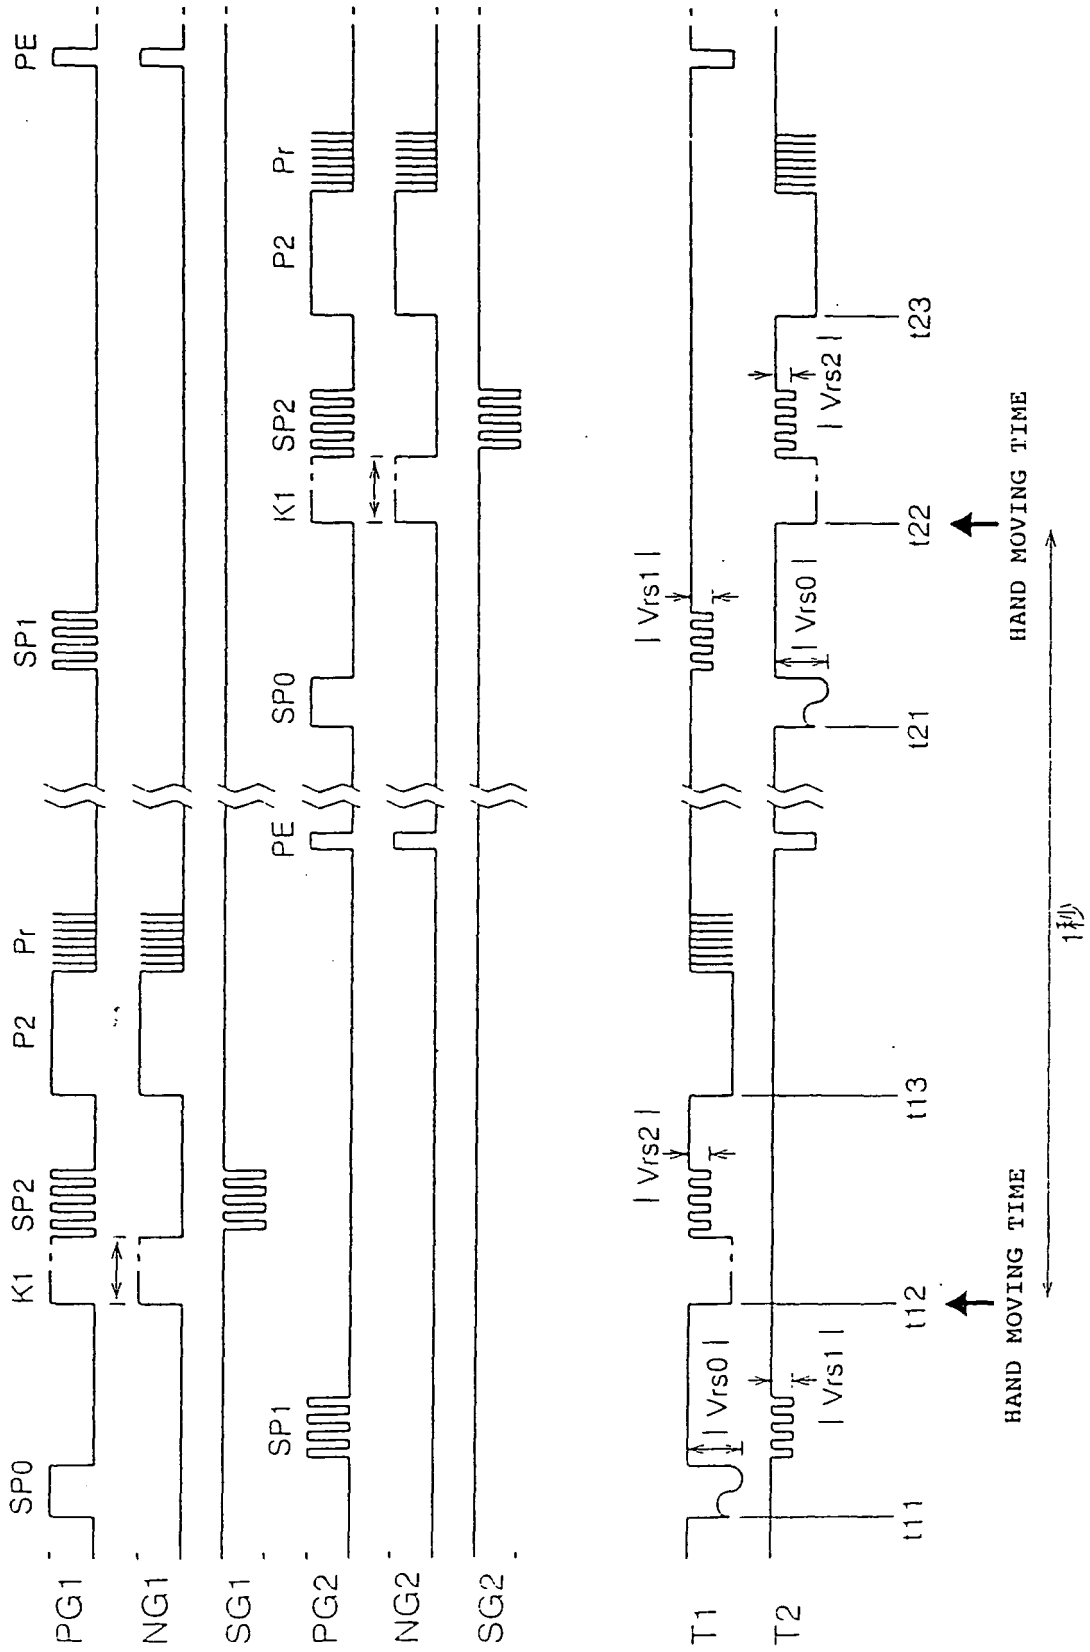 SP0 K1 SP2 P2 Pr SP1 PE
PG1
NG1
SG1
SP1 PE SP0 K1 SP2 P2 Pr
PG2
NG2
SG2
|Vrs2| |Vrs1|
T1
|Vrs0|
T2
|Vrs1| |Vrs0| |Vrs2|
t11 t12 t13 t21 t22 t23
HAND MOVING TIME HAND MOVING TIME
1秒